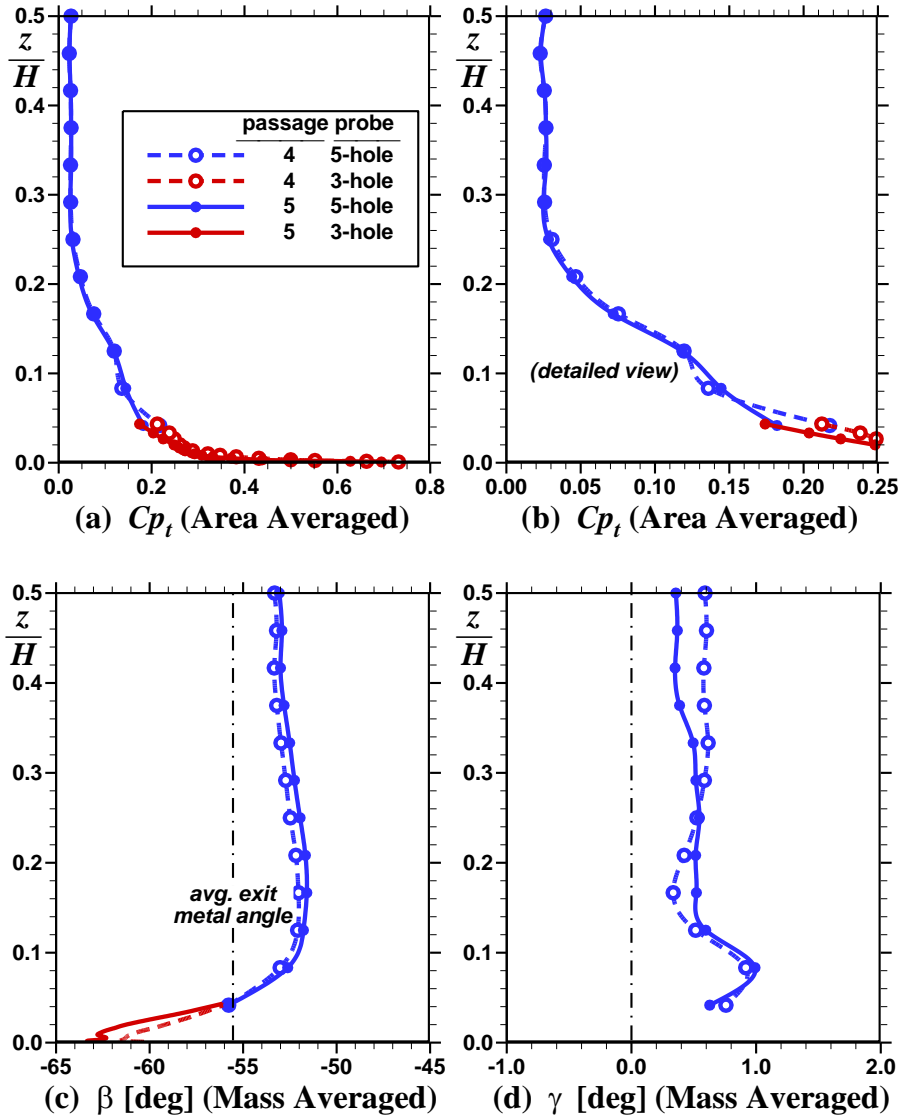 0.5
z
H
0.4
0.3
0.2
0.1
0.0
passage probe
4 5-hole
4 3-hole
5 5-hole
5 3-hole
0.0 0.2 0.4 0.6 0.8
(a) Cp_t (Area Averaged)
0.5
z
H
0.4
0.3
0.2
0.1
0.0
(detailed view)
0.00 0.05 0.10 0.15 0.20 0.25
(b) Cp_t (Area Averaged)
0.5
z
H
0.4
0.3
0.2
0.1
0.0
avg. exit
metal angle
-65 -60 -55 -50 -45
(c) β [deg] (Mass Averaged)
0.5
z
H
0.4
0.3
0.2
0.1
0.0
-1.0 0.0 1.0 2.0
(d) γ [deg] (Mass Averaged)